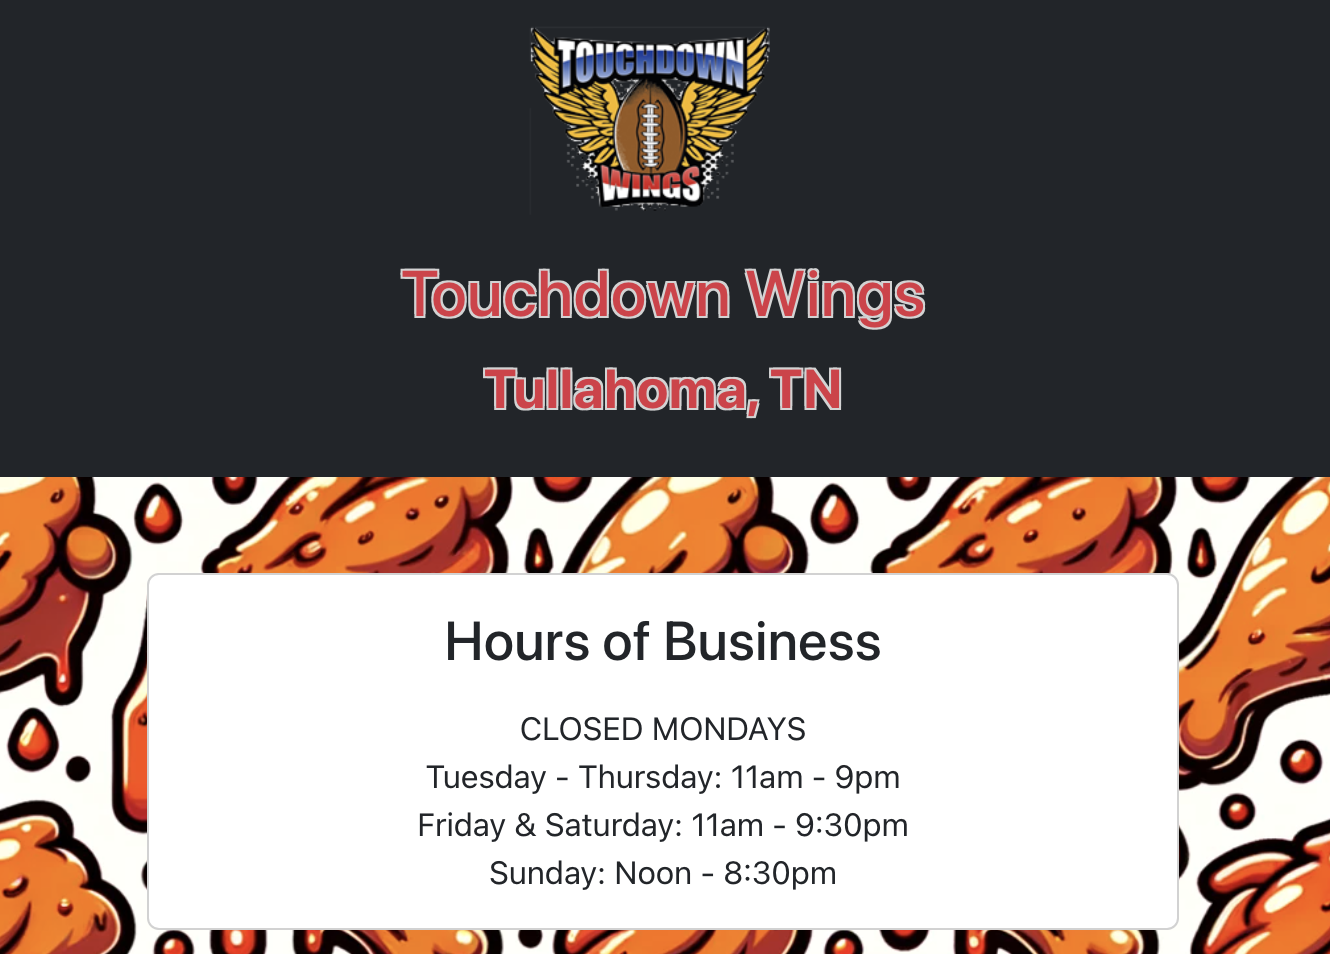 TOUCHDOWN
WINGS
Touchdown Wings
Tullahoma, TN
Hours of Business
CLOSED MONDAYS
Tuesday - Thursday: 11am - 9pm
Friday & Saturday: 11am - 9:30pm
Sunday: Noon - 8:30pm